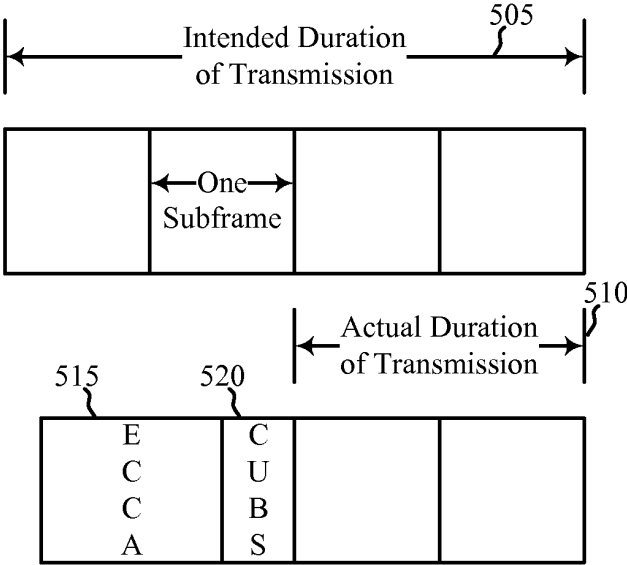 505
Intended Duration
of Transmission
One
Subframe
510
Actual Duration
of Transmission
515
520
E
C
C
A
C
U
B
S